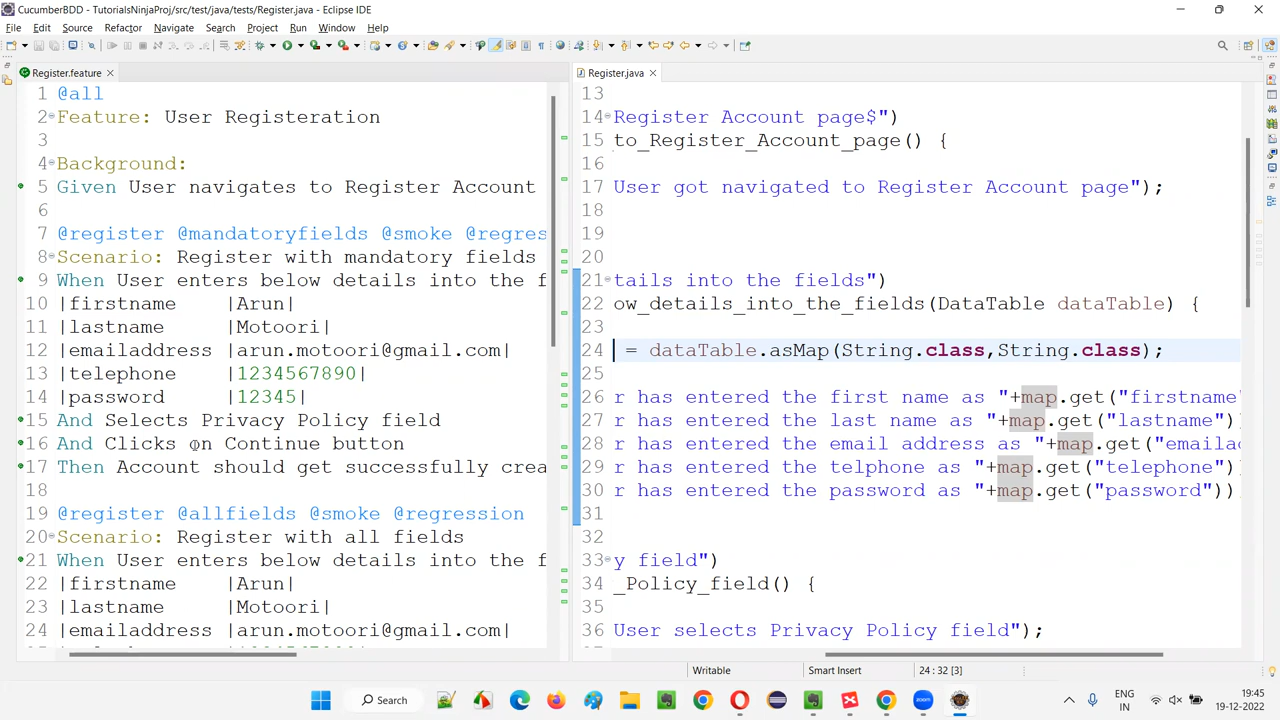 CucumberBDD - TutorialsNinjaProj/src/test/java/tests/Register.java - Eclipse IDE
File Edit Source Refactor Navigate Search Project Run Window Help
Register.feature
1 @all
2 Feature: User Registeration
3
4 Background:
5 Given User navigates to Register Account
6
7 @register @mandatoryfields @smoke @regres
8 Scenario: Register with mandatory fields
9 When User enters below details into the f
10 |firstname |Arun|
11 |lastname |Motoori|
12 |emailaddress |arun.motoori@gmail.com|
13 |telephone |1234567890|
14 |password |12345|
15 And Selects Privacy Policy field
16 And Clicks on Continue button
17 Then Account should get successfully crea
18
19 @register @allfields @smoke @regression
20 Scenario: Register with all fields
21 When User enters below details into the f
22 |firstname |Arun|
23 |lastname |Motoori|
24 |emailaddress |arun.motoori@gmail.com|
Register.java
13
14 Register Account page$")
15 to_Register_Account_page() {
16
17 User got navigated to Register Account page");
18
19
20
21 tails into the fields")
22 ow_details_into_the_fields(DataTable dataTable) {
23
24 = dataTable.asMap(String.class,String.class);
25
26 r has entered the first name as "+map.get("firstname"
27 r has entered the last name as "+map.get("lastname")
28 r has entered the email address as "+map.get("emailad
29 r has entered the telphone as "+map.get("telephone")
30 r has entered the password as "+map.get("password"))
31
32
33 y field")
34 _Policy_field() {
35
36 User selects Privacy Policy field");
Writable Smart Insert 24 : 32 [3]
Search
ENG
IN
19:45
19-12-2022